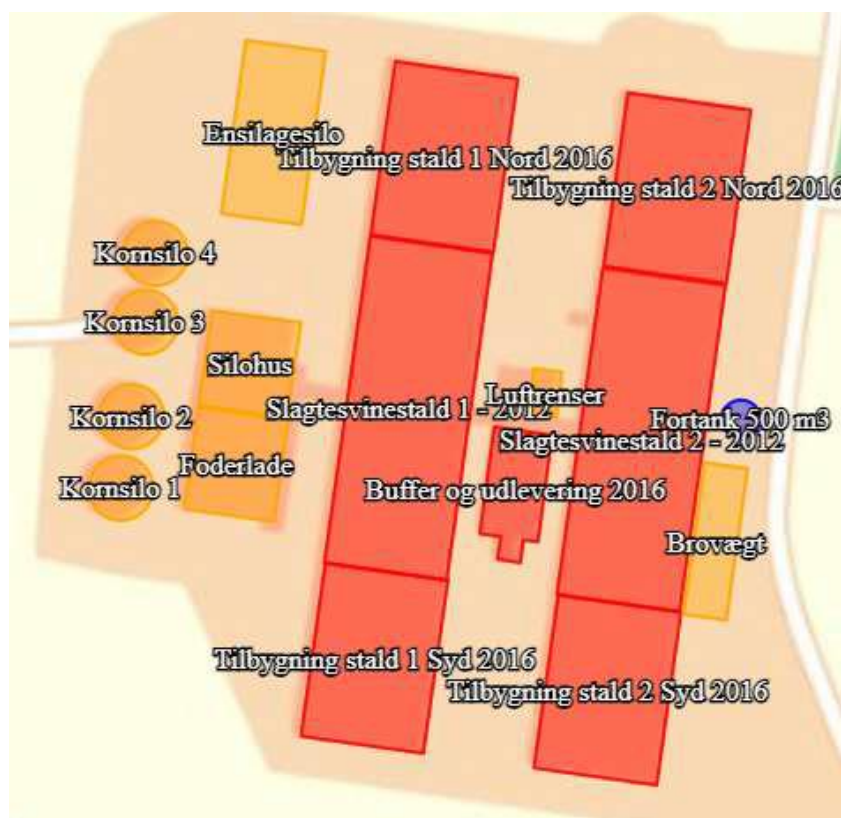 Ensilagesilo
Tilbygning stald 1 Nord 2016
Tilbygning stald 2 Nord 2016
Kornsilo 4
Kornsilo 3
Silohus
Luftrenser
Slagtesvinestald 1 - 2012
Kornsilo 2
Fortank 500 m3
Slagtesvinestald 2 - 2012
Foderlade
Kornsilo 1
Buffer og udlevering 2016
Brovægt
Tilbygning stald 1 Syd 2016
Tilbygning stald 2 Syd 2016